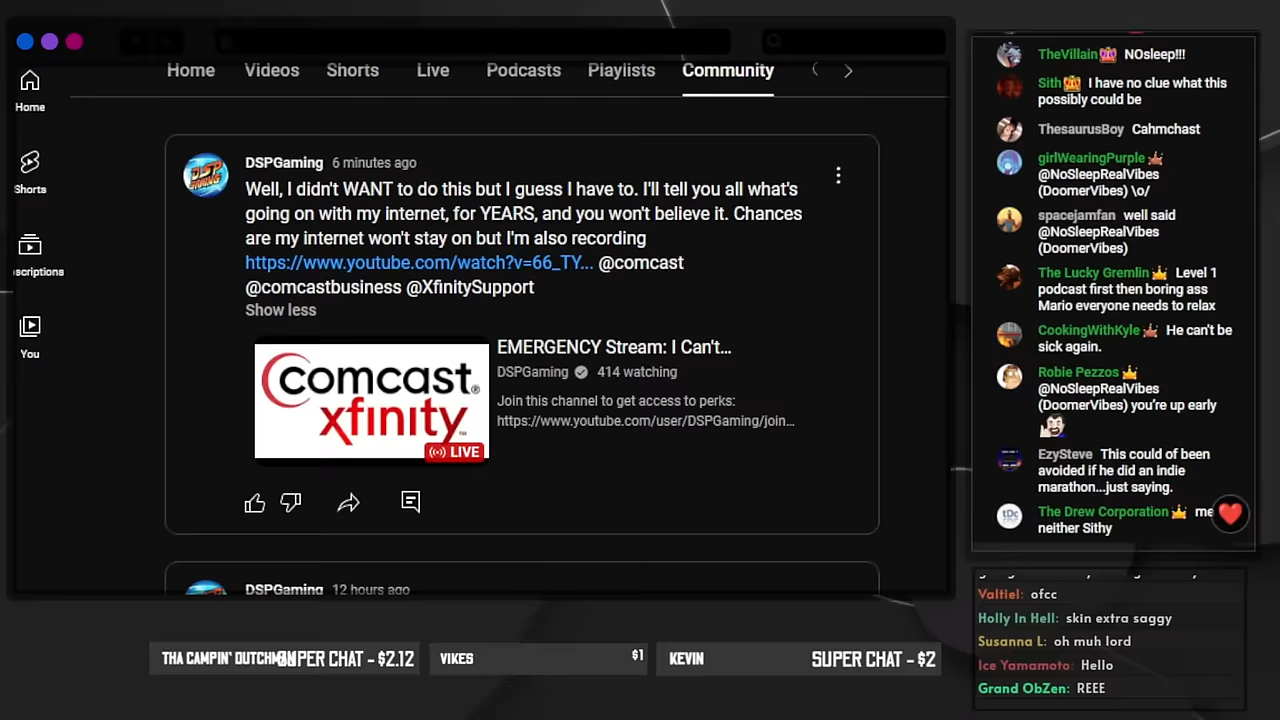 Home Videos Shorts Live Podcasts Playlists Community
Home
Shorts
scriptions
You
DSPGaming 6 minutes ago
Well, I didn't WANT to do this but I guess I have to. I'll tell you all what's
going on with my internet, for YEARS, and you won't believe it. Chances
are my internet won't stay on but I'm also recording
https://www.youtube.com/watch?v=66_TY... @comcast
@comcastbusiness @XfinitySupport
Show less
comcast®
xfinity™
LIVE
EMERGENCY Stream: I Can't...
DSPGaming 414 watching
Join this channel to get access to perks:
https://www.youtube.com/user/DSPGaming/join...
DSPGaming 12 hours ago
THA CAMPIN' DUTCHMAN SUPER CHAT - $2.12
VIKES $1
KEVIN SUPER CHAT - $2
TheVillain NOsleep!!!
Sith I have no clue what this
possibly could be
ThesaurusBoy Cahmchast
girlWearingPurple
@NoSleepRealVibes
(DoomerVibes) \o/
spacejamfan well said
@NoSleepRealVibes
(DoomerVibes)
The Lucky Gremlin Level 1
podcast first then boring ass
Mario everyone needs to relax
CookingWithKyle He can't be
sick again.
Robie Pezzos
@NoSleepRealVibes
(DoomerVibes) you're up early
EzySteve This could of been
avoided if he did an indie
marathon...just saying.
The Drew Corporation me
neither Sithy
Valtiel: ofcc
Holly In Hell: skin extra saggy
Susanna L: oh muh lord
Ice Yamamoto: Hello
Grand ObZen: REEE